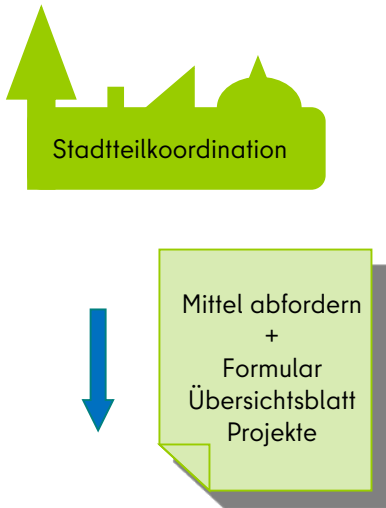 Stadtteilkoordination
Mittel abfordern
+
Formular
Übersichtsblatt
Projekte